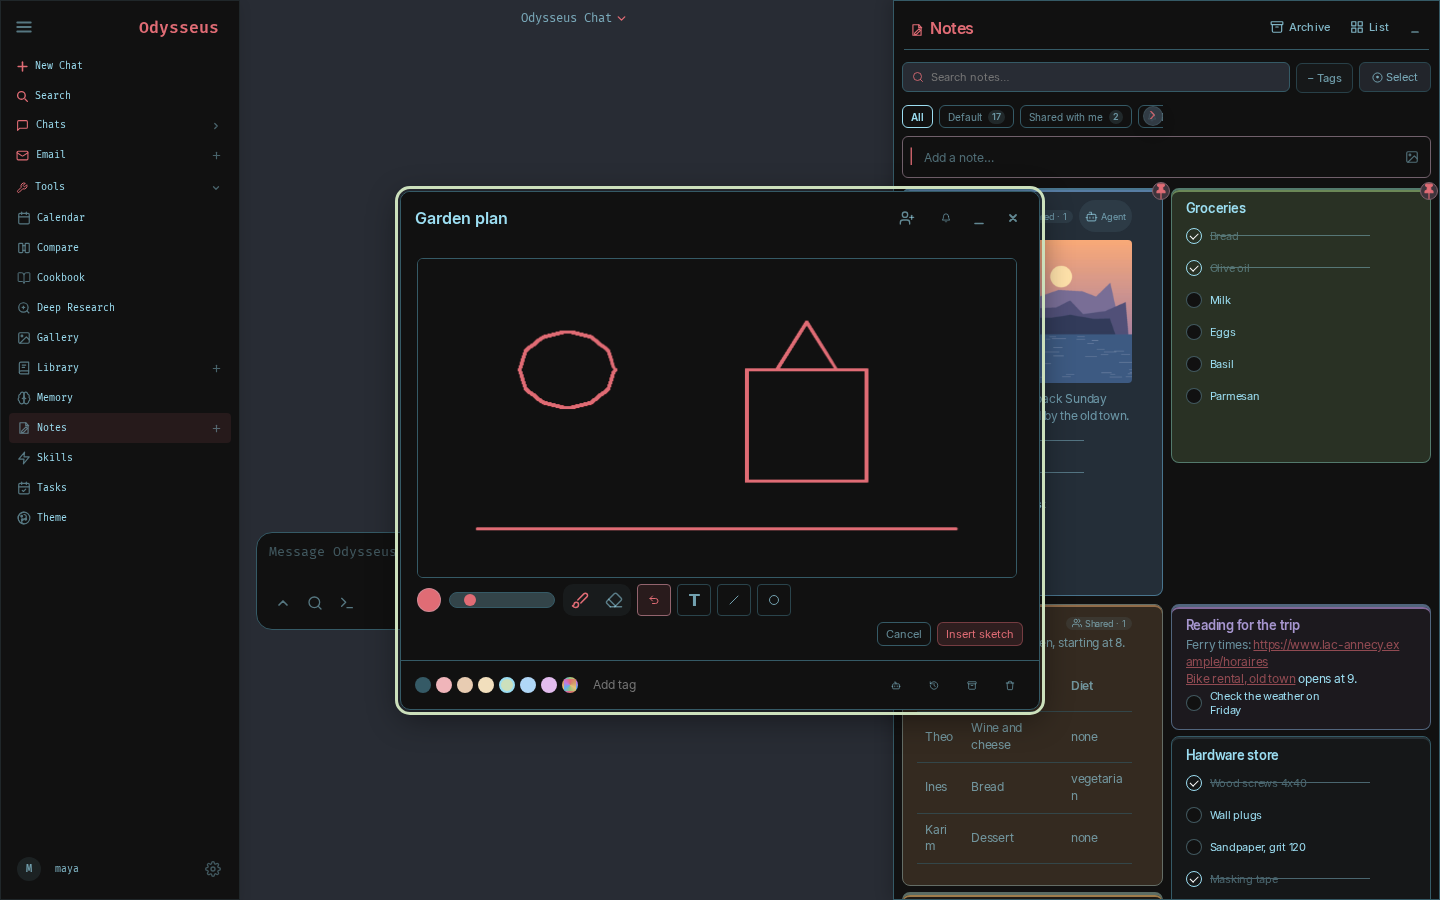 Odysseus
New Chat
Search
Chats
Email
Tools
Calendar
Compare
Cookbook
Deep Research
Gallery
Library
Memory
Notes
Skills
Tasks
Theme
M maya
Odysseus Chat
Message Odysseus
Notes
Archive
List
Search notes...
− Tags
Select
All
Default 17
Shared with me 2
Add a note...
Garden plan
T
Cancel
Insert sketch
Add tag
· 1
Agent
Sunday
by the old town.
Groceries
Bread
Olive oil
Milk
Eggs
Basil
Parmesan
Shared · 1
starting at 8.
Diet
Theo
Wine and
cheese
none
Ines
Bread
vegetaria
n
Kari
m
Dessert
none
Reading for the trip
Ferry times: https://www.lac-annecy.ex
ample/horaires
Bike rental, old town opens at 9.
Check the weather on
Friday
Hardware store
Wood screws 4x40
Wall plugs
Sandpaper, grit 120
Masking tape